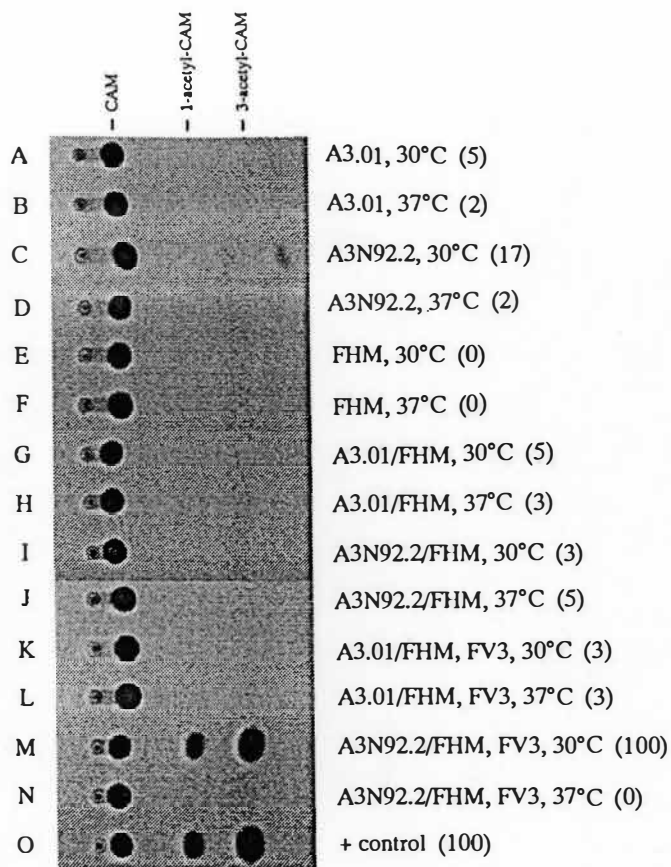 – CAM
– 1-acetyl-CAM
– 3-acetyl-CAM
A A3.01, 30°C (5)
B A3.01, 37°C (2)
C A3N92.2, 30°C (17)
D A3N92.2, 37°C (2)
E FHM, 30°C (0)
F FHM, 37°C (0)
G A3.01/FHM, 30°C (5)
H A3.01/FHM, 37°C (3)
I A3N92.2/FHM, 30°C (3)
J A3N92.2/FHM, 37°C (5)
K A3.01/FHM, FV3, 30°C (3)
L A3.01/FHM, FV3, 37°C (3)
M A3N92.2/FHM, FV3, 30°C (100)
N A3N92.2/FHM, FV3, 37°C (0)
O + control (100)